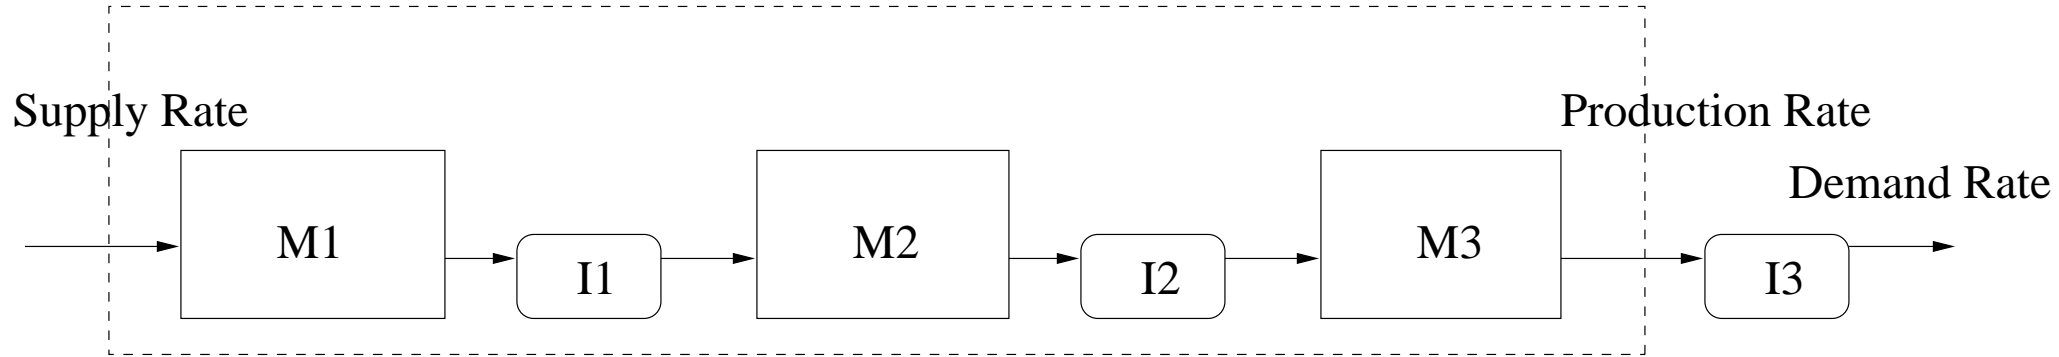 Supply Rate
Production Rate
Demand Rate
M1
I1
M2
I2
M3
I3